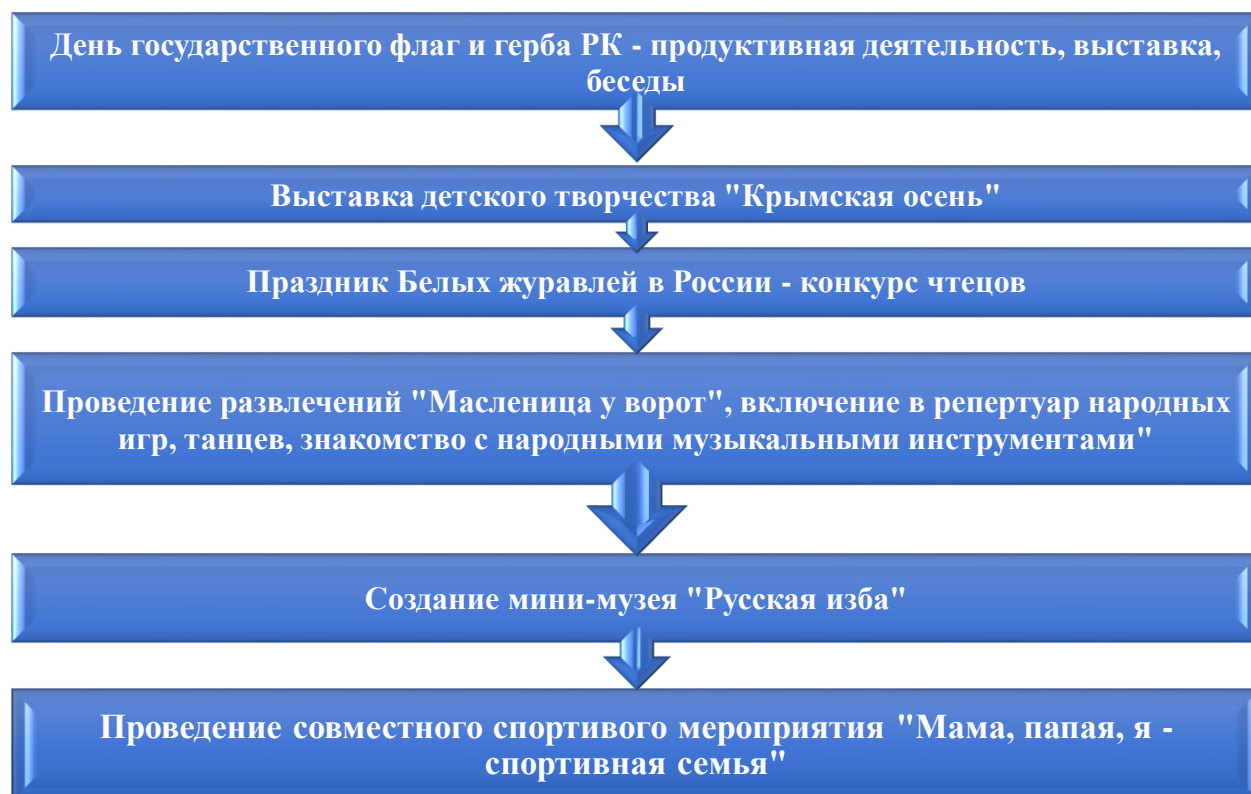 День государственного флаг и герба РК - продуктивная деятельность, выставка,
беседы
Выставка детского творчества "Крымская осень"
Праздник Белых журавлей в России - конкурс чтецов
Проведение развлечений "Масленица у ворот", включение в репертуар народных
игр, танцев, знакомство с народными музыкальными инструментами"
Создание мини-музея "Русская изба"
Проведение совместного спортивого мероприятия "Мама, папая, я -
спортивная семья"